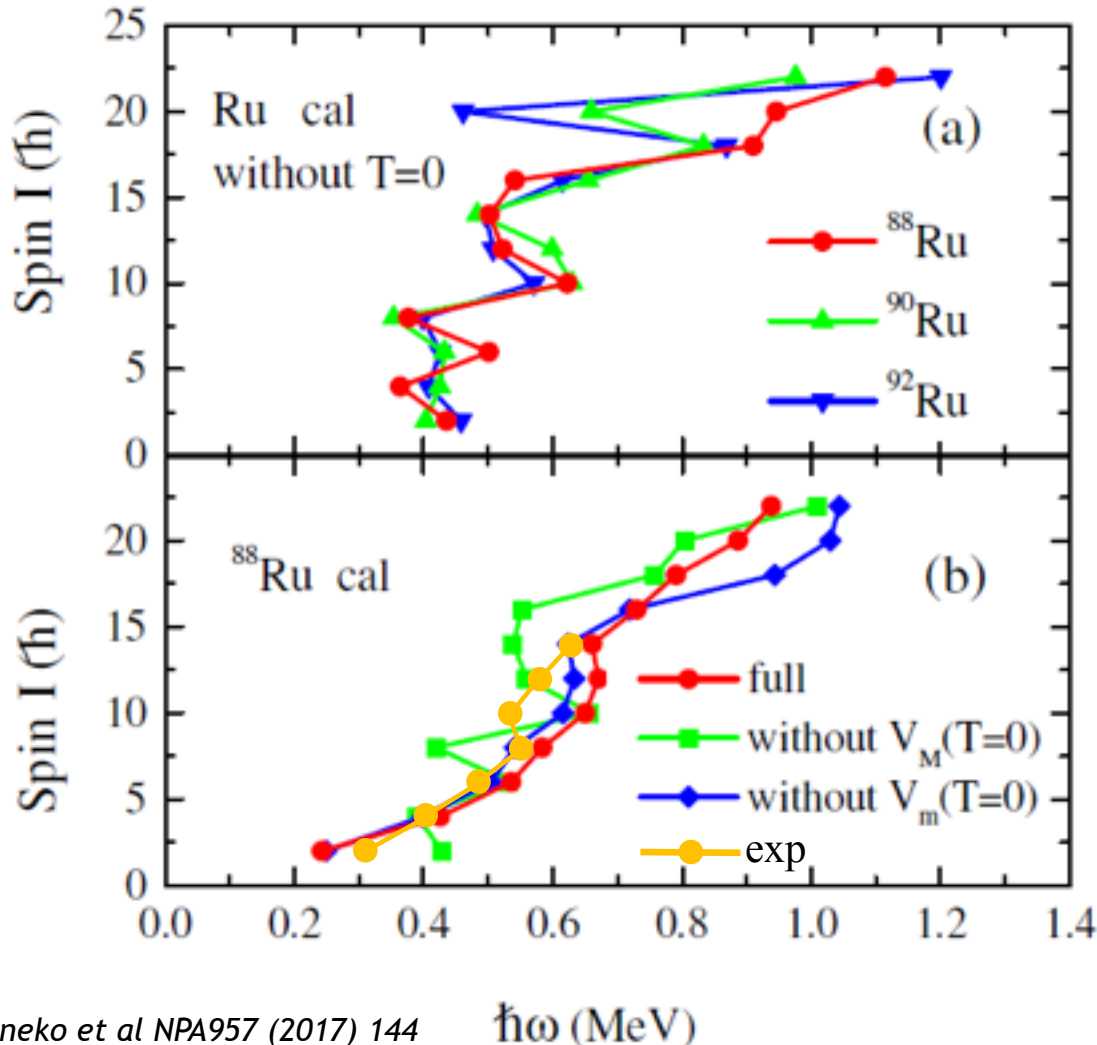 25
20
15
10
5
0
Spin I (ħ)
Ru cal
without T=0
(a)
⁸⁸Ru
⁹⁰Ru
⁹²Ru
20
15
10
5
0
Spin I (ħ)
⁸⁸Ru cal
(b)
full
without V_M(T=0)
without V_m(T=0)
exp
0.0 0.2 0.4 0.6 0.8 1.0 1.2 1.4
ħω (MeV)
neko et al NPA957 (2017) 144